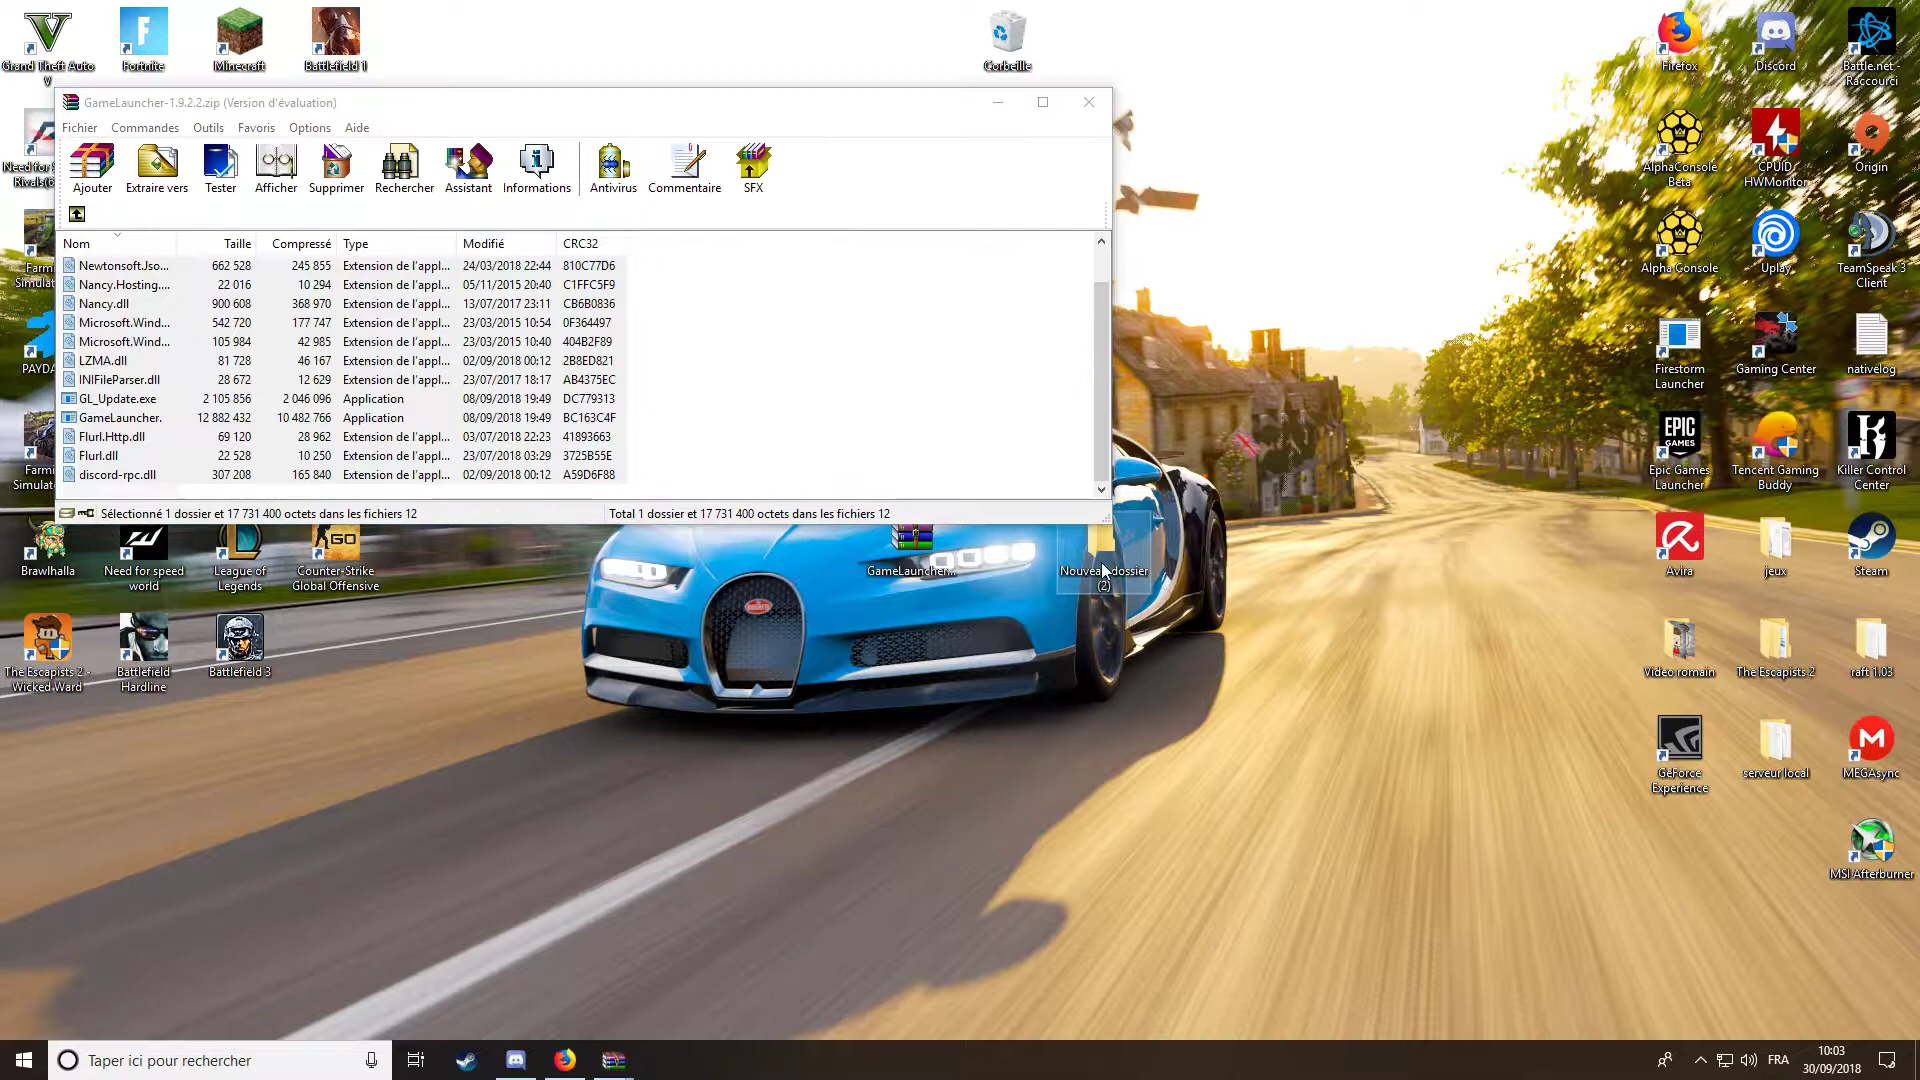 Grand Theft Auto
V
Fortnite
Minecraft
Battlefield 1
Corbeille
Firefox
Discord
Battle.net -
Raccourci
GameLauncher-1.9.2.2.zip (Version d'évaluation)
Fichier Commandes Outils Favoris Options Aide
Ajouter Extraire vers Tester Afficher Supprimer Rechercher Assistant Informations Antivirus Commentaire SFX
Nom Taille Compressé Type Modifié CRC32
Newtonsoft.Jso... 662 528 245 855 Extension de l'appl... 24/03/2018 22:44 810C77D6
Nancy.Hosting.... 22 016 10 294 Extension de l'appl... 05/11/2015 20:40 C1FFC5F9
Nancy.dll 900 608 368 970 Extension de l'appl... 13/07/2017 23:11 CB6B0836
Microsoft.Wind... 542 720 177 747 Extension de l'appl... 23/03/2015 10:54 0F364497
Microsoft.Wind... 105 984 42 985 Extension de l'appl... 23/03/2015 10:40 404B2F89
LZMA.dll 81 728 46 167 Extension de l'appl... 02/09/2018 00:12 2B8ED821
INIFileParser.dll 28 672 12 629 Extension de l'appl... 23/07/2017 18:17 AB4375EC
GL_Update.exe 2 105 856 2 046 096 Application 08/09/2018 19:49 DC779313
GameLauncher. 12 882 432 10 482 766 Application 08/09/2018 19:49 BC163C4F
Flurl.Http.dll 69 120 28 962 Extension de l'appl... 03/07/2018 22:23 41893663
Flurl.dll 22 528 10 250 Extension de l'appl... 23/07/2018 03:29 3725B55E
discord-rpc.dll 307 208 165 840 Extension de l'appl... 02/09/2018 00:12 A59D6F88
Sélectionné 1 dossier et 17 731 400 octets dans les fichiers 12
Total 1 dossier et 17 731 400 octets dans les fichiers 12
Need for S
Rivals(6
Farmi
Simulat
PAYDA
Farmi
Simulato
AlphaConsole
Beta
CPUID
HWMonitor
Origin
Alpha Console
Uplay
TeamSpeak 3
Client
Firestorm
Launcher
Gaming Center
nativelog
EPIC
GAMES
Epic Games
Launcher
Tencent Gaming
Buddy
Killer Control
Center
Brawlhalla
Need for speed
world
League of
Legends
GO
Counter-Strike
Global Offensive
GameLauncher...
Nouveau dossier
(2)
Avira
jeux
Steam
The Escapists 2 -
Wicked Ward
Battlefield
Hardline
Battlefield 3
Video romain
The Escapists 2
raft 1.03
GeForce
Experience
serveur local
MEGAsync
MSI Afterburner
Taper ici pour rechercher
FRA
10:03
30/09/2018